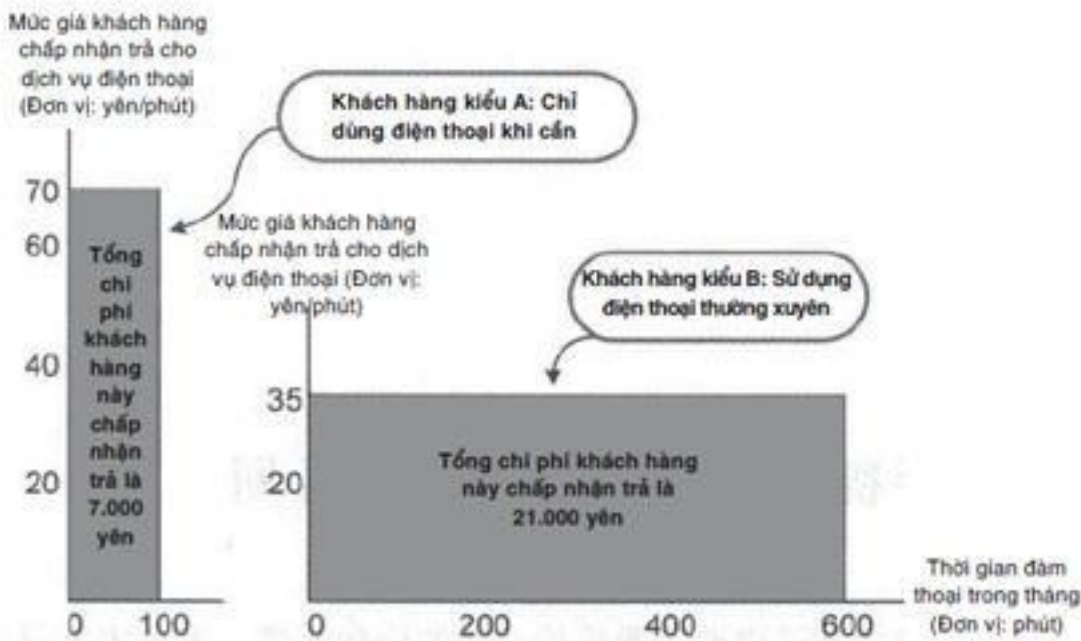 Mức giá khách hàng
chấp nhận trả cho
dịch vụ điện thoại
(Đơn vị: yên/phút)
Khách hàng kiểu A: Chỉ
dùng điện thoại khi cần
70
60
40
20
0
100
Tổng
chi
phí
khách
hàng
này
chấp
nhận
trả là
7.000
yên
Mức giá khách hàng
chấp nhận trả cho dịch
vụ điện thoại (Đơn vị:
yên/phút)
Khách hàng kiểu B: Sử dụng
điện thoại thường xuyên
35
20
Tổng chi phí khách hàng
này chấp nhận trả là
21.000 yên
0
200
400
600
Thời gian đàm
thoại trong tháng
(Đơn vị: phút)